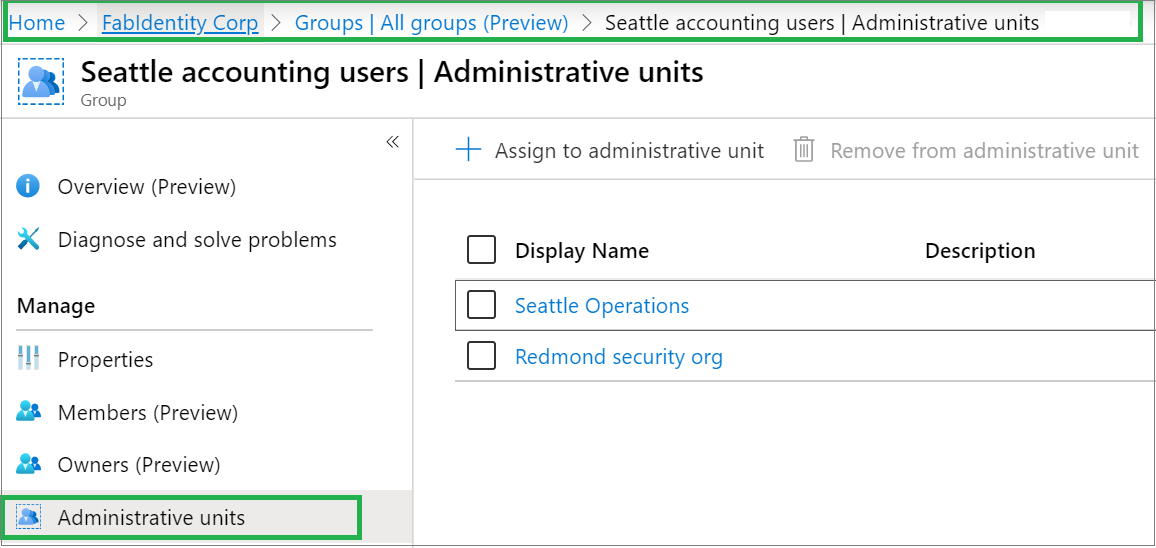 Home > FabIdentity Corp > Groups | All groups (Preview) > Seattle accounting users | Administrative units
Seattle accounting users | Administrative units
Group
«
Overview (Preview)
Diagnose and solve problems
Manage
Properties
Members (Preview)
Owners (Preview)
Administrative units
+ Assign to administrative unit Remove from administrative unit
Display Name Description
Seattle Operations
Redmond security org